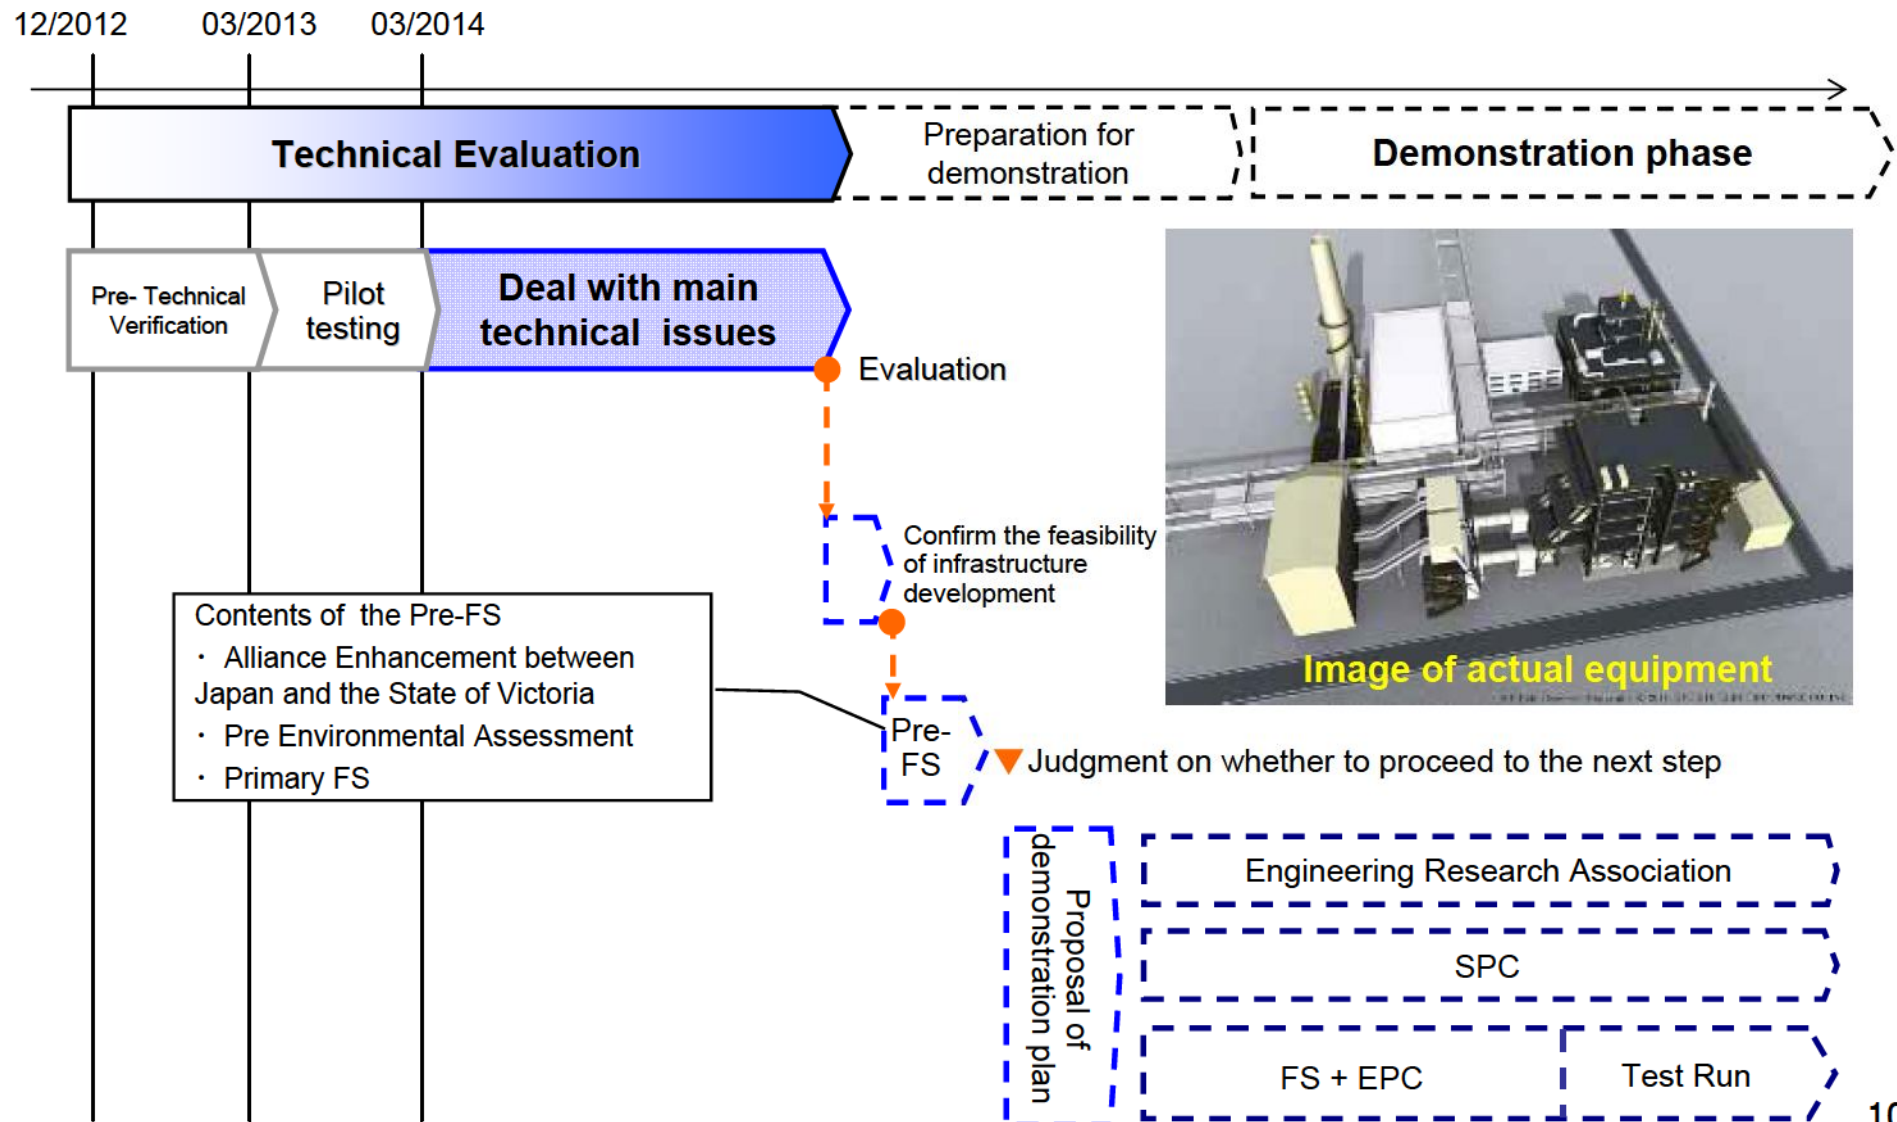 12/2012
03/2013
03/2014
Technical Evaluation
Preparation for
demonstration
Demonstration phase
Pre- Technical
Verification
Pilot
testing
Deal with main
technical issues
Evaluation
Confirm the feasibility
of infrastructure
development
Image of actual equipment
Contents of the Pre-FS
・ Alliance Enhancement between
Japan and the State of Victoria
・ Pre Environmental Assessment
・ Primary FS
Pre-
FS
Judgment on whether to proceed to the next step
Proposal of
demonstration plan
Engineering Research Association
SPC
FS + EPC
Test Run
10